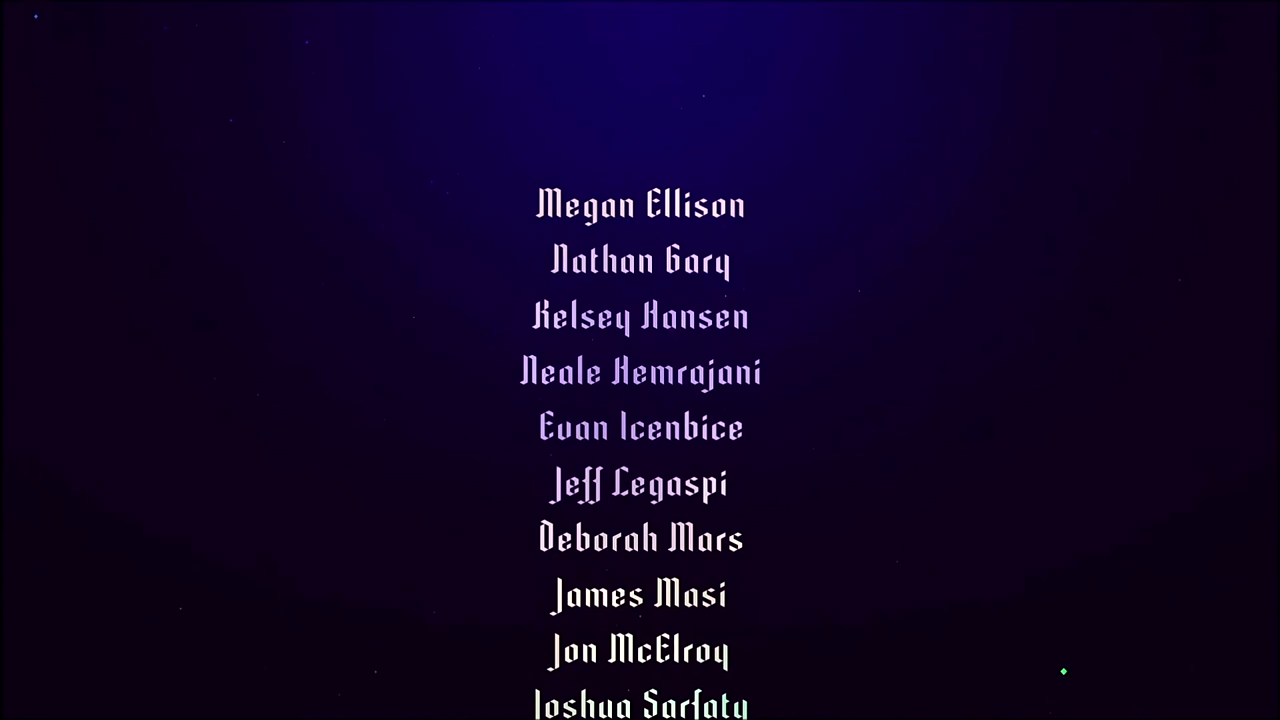 Megan Ellison
Nathan Gary
Kelsey Hansen
Neale Hemrajani
Evan Icenbice
Jeff Legaspi
Deborah Mars
James Masi
Jon McElroy
Joshua Sarfaty